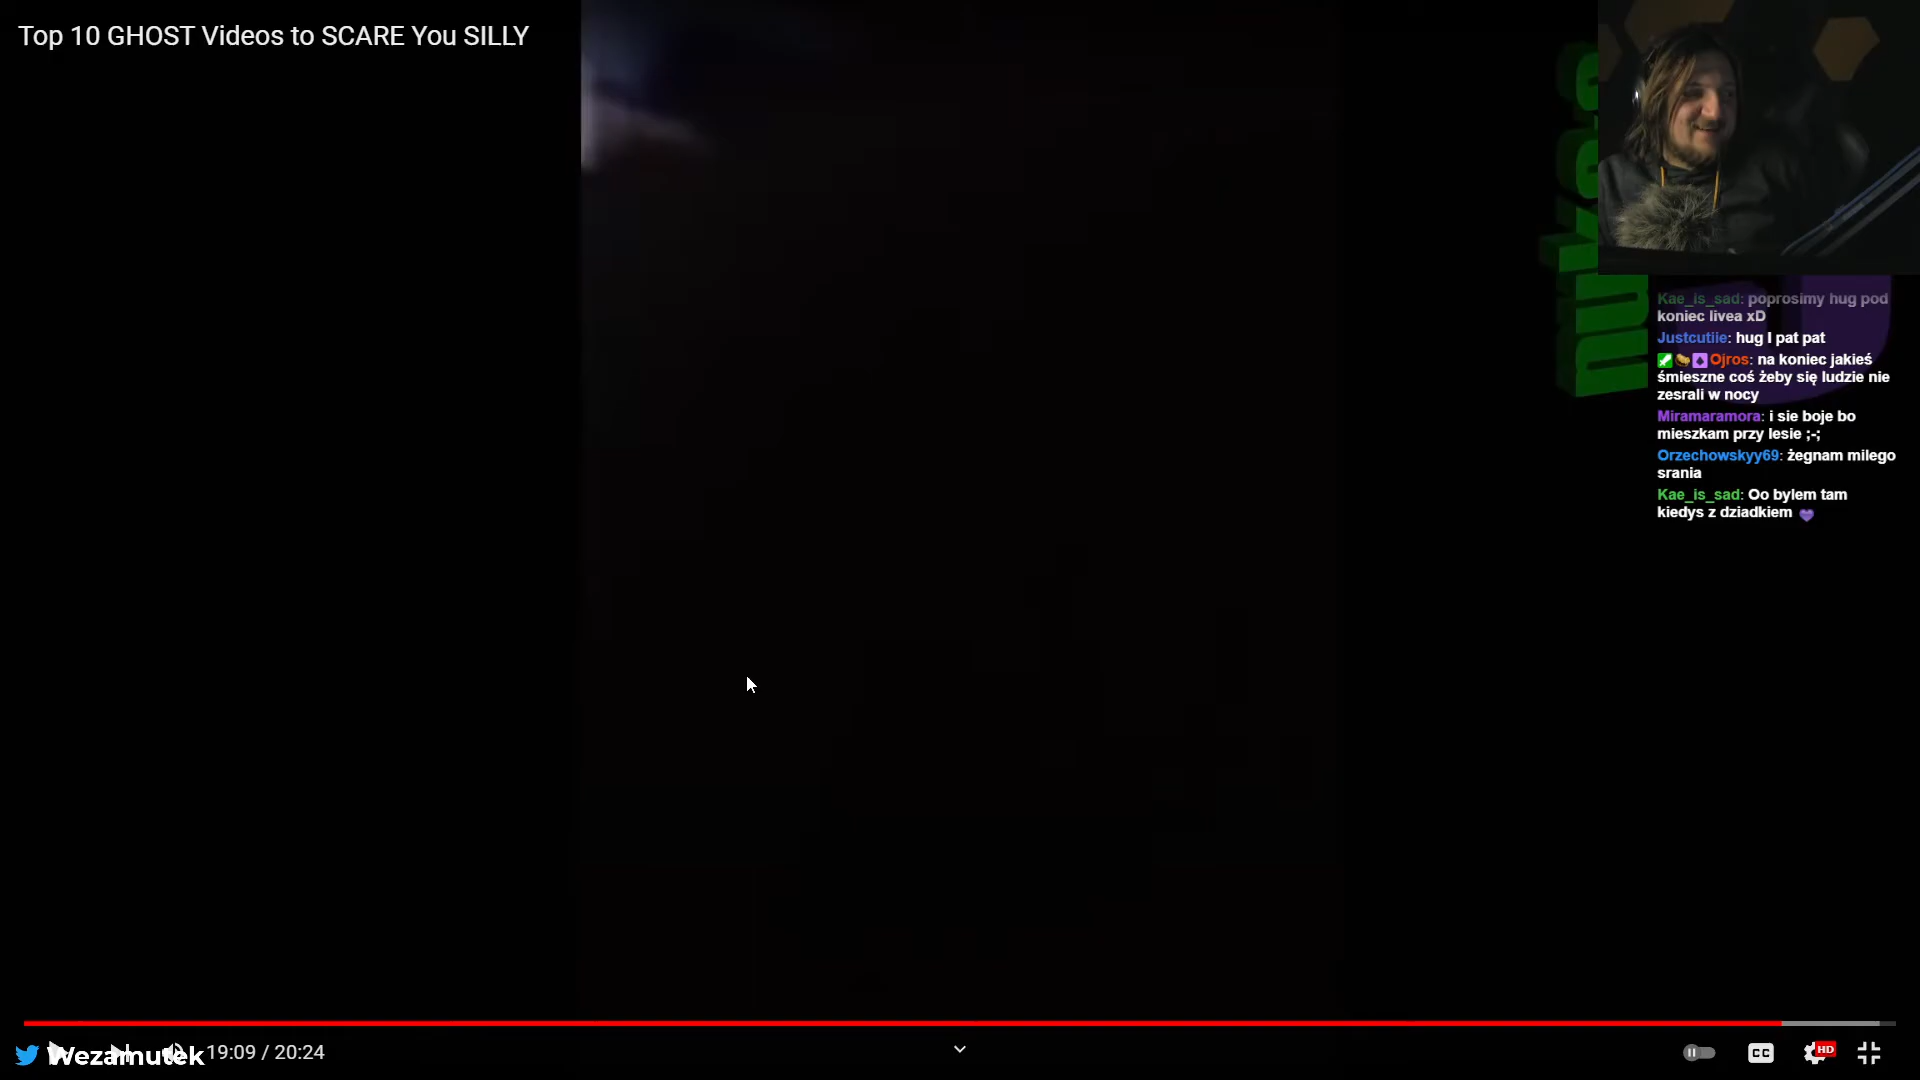 Top 10 GHOST Videos to SCARE You SILLY
Kae_is_sad: poprosimy hug pod
koniec livea xD
Justcutiie: hug I pat pat
Ojros: na koniec jakieś
śmieszne coś żeby się ludzie nie
zesrali w nocy
Miramaramora: i sie boje bo
mieszkam przy lesie ;-;
Orzechowskyy69: żegnam milego
srania
Kae_is_sad: Oo bylem tam
kiedys z dziadkiem
Wezamutek
19:09 / 20:24
CC
HD